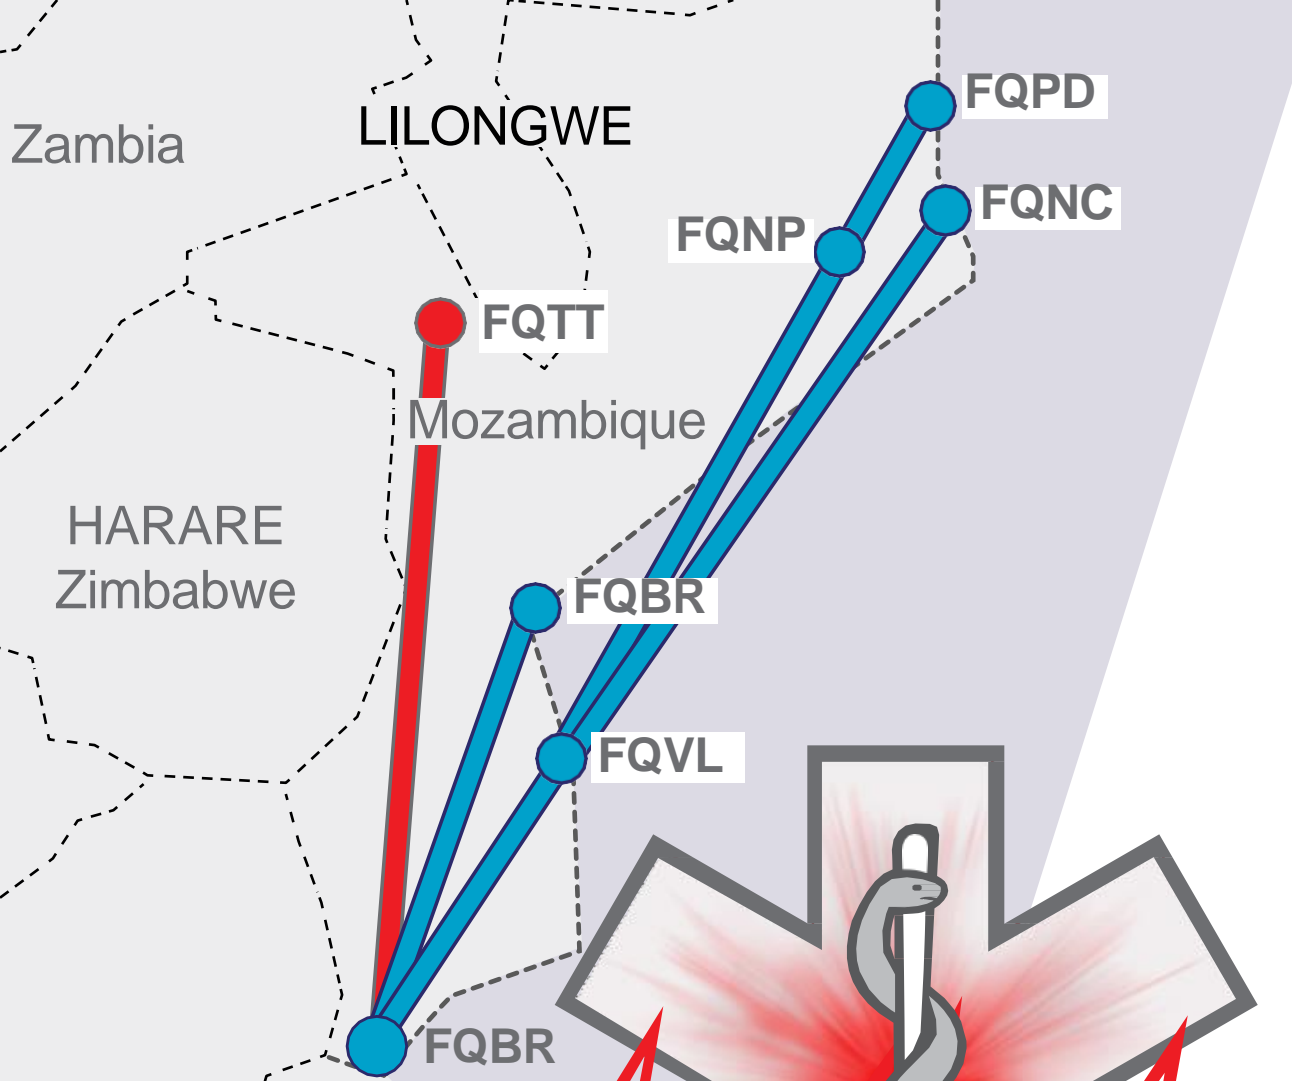 FQPD
LILONGWE
Zambia
FQNC
FQNP
FQTT
Mozambique
HARARE
Zimbabwe
FQBR
FQVL
FQBR